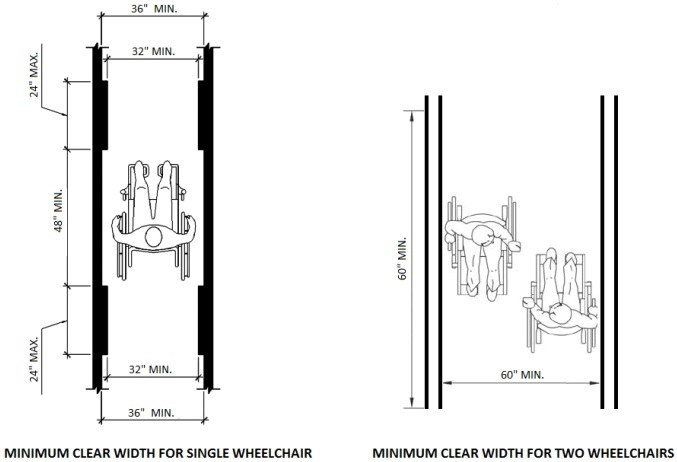 36" MIN.
32" MIN.
24" MAX.
48" MIN.
24" MAX.
32" MIN.
36" MIN.
MINIMUM CLEAR WIDTH FOR SINGLE WHEELCHAIR
60" MIN.
60" MIN.
MINIMUM CLEAR WIDTH FOR TWO WHEELCHAIRS